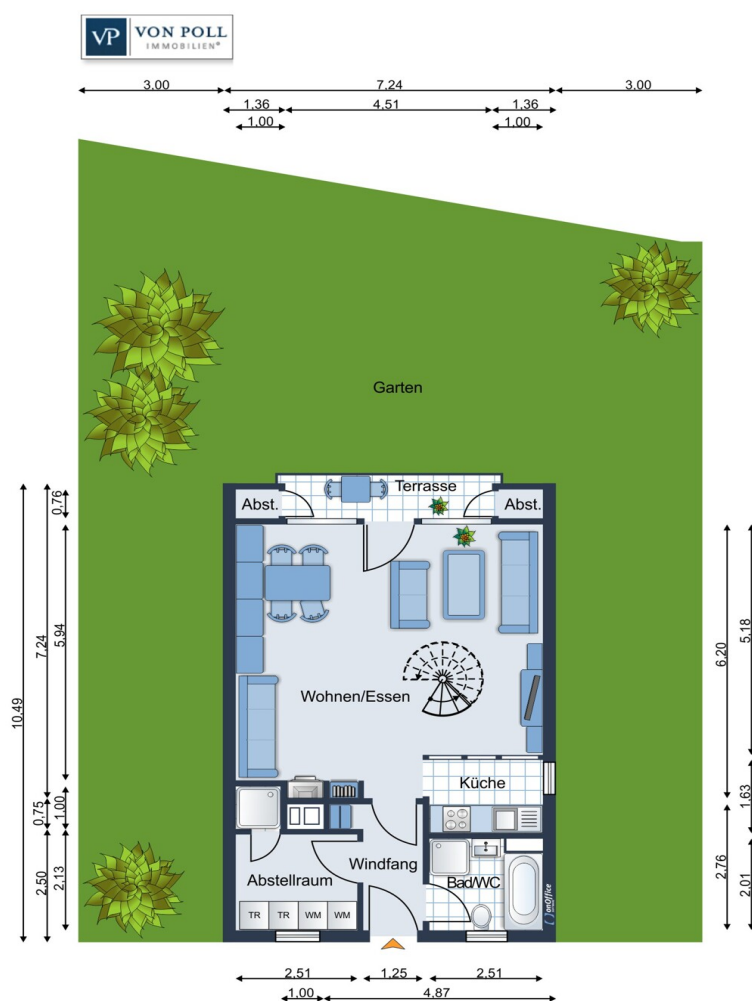 VP VON POLL
IMMOBILIEN®
3.00 7.24 3.00
1,36 4,51 1,36
1,00 1,00
Garten
Terrasse
Abst. Abst.
0,76
5,94
7,24
10,49
6,20
5,18
Wohnen/Essen
Küche
1,00
0,75
1,63
Windfang
Bad/WC
Abstellraum
2,13
2,50
2,76
2,01
TR TR WM WM
onOffice
2,51 1,25 2,51
1,00 4,87